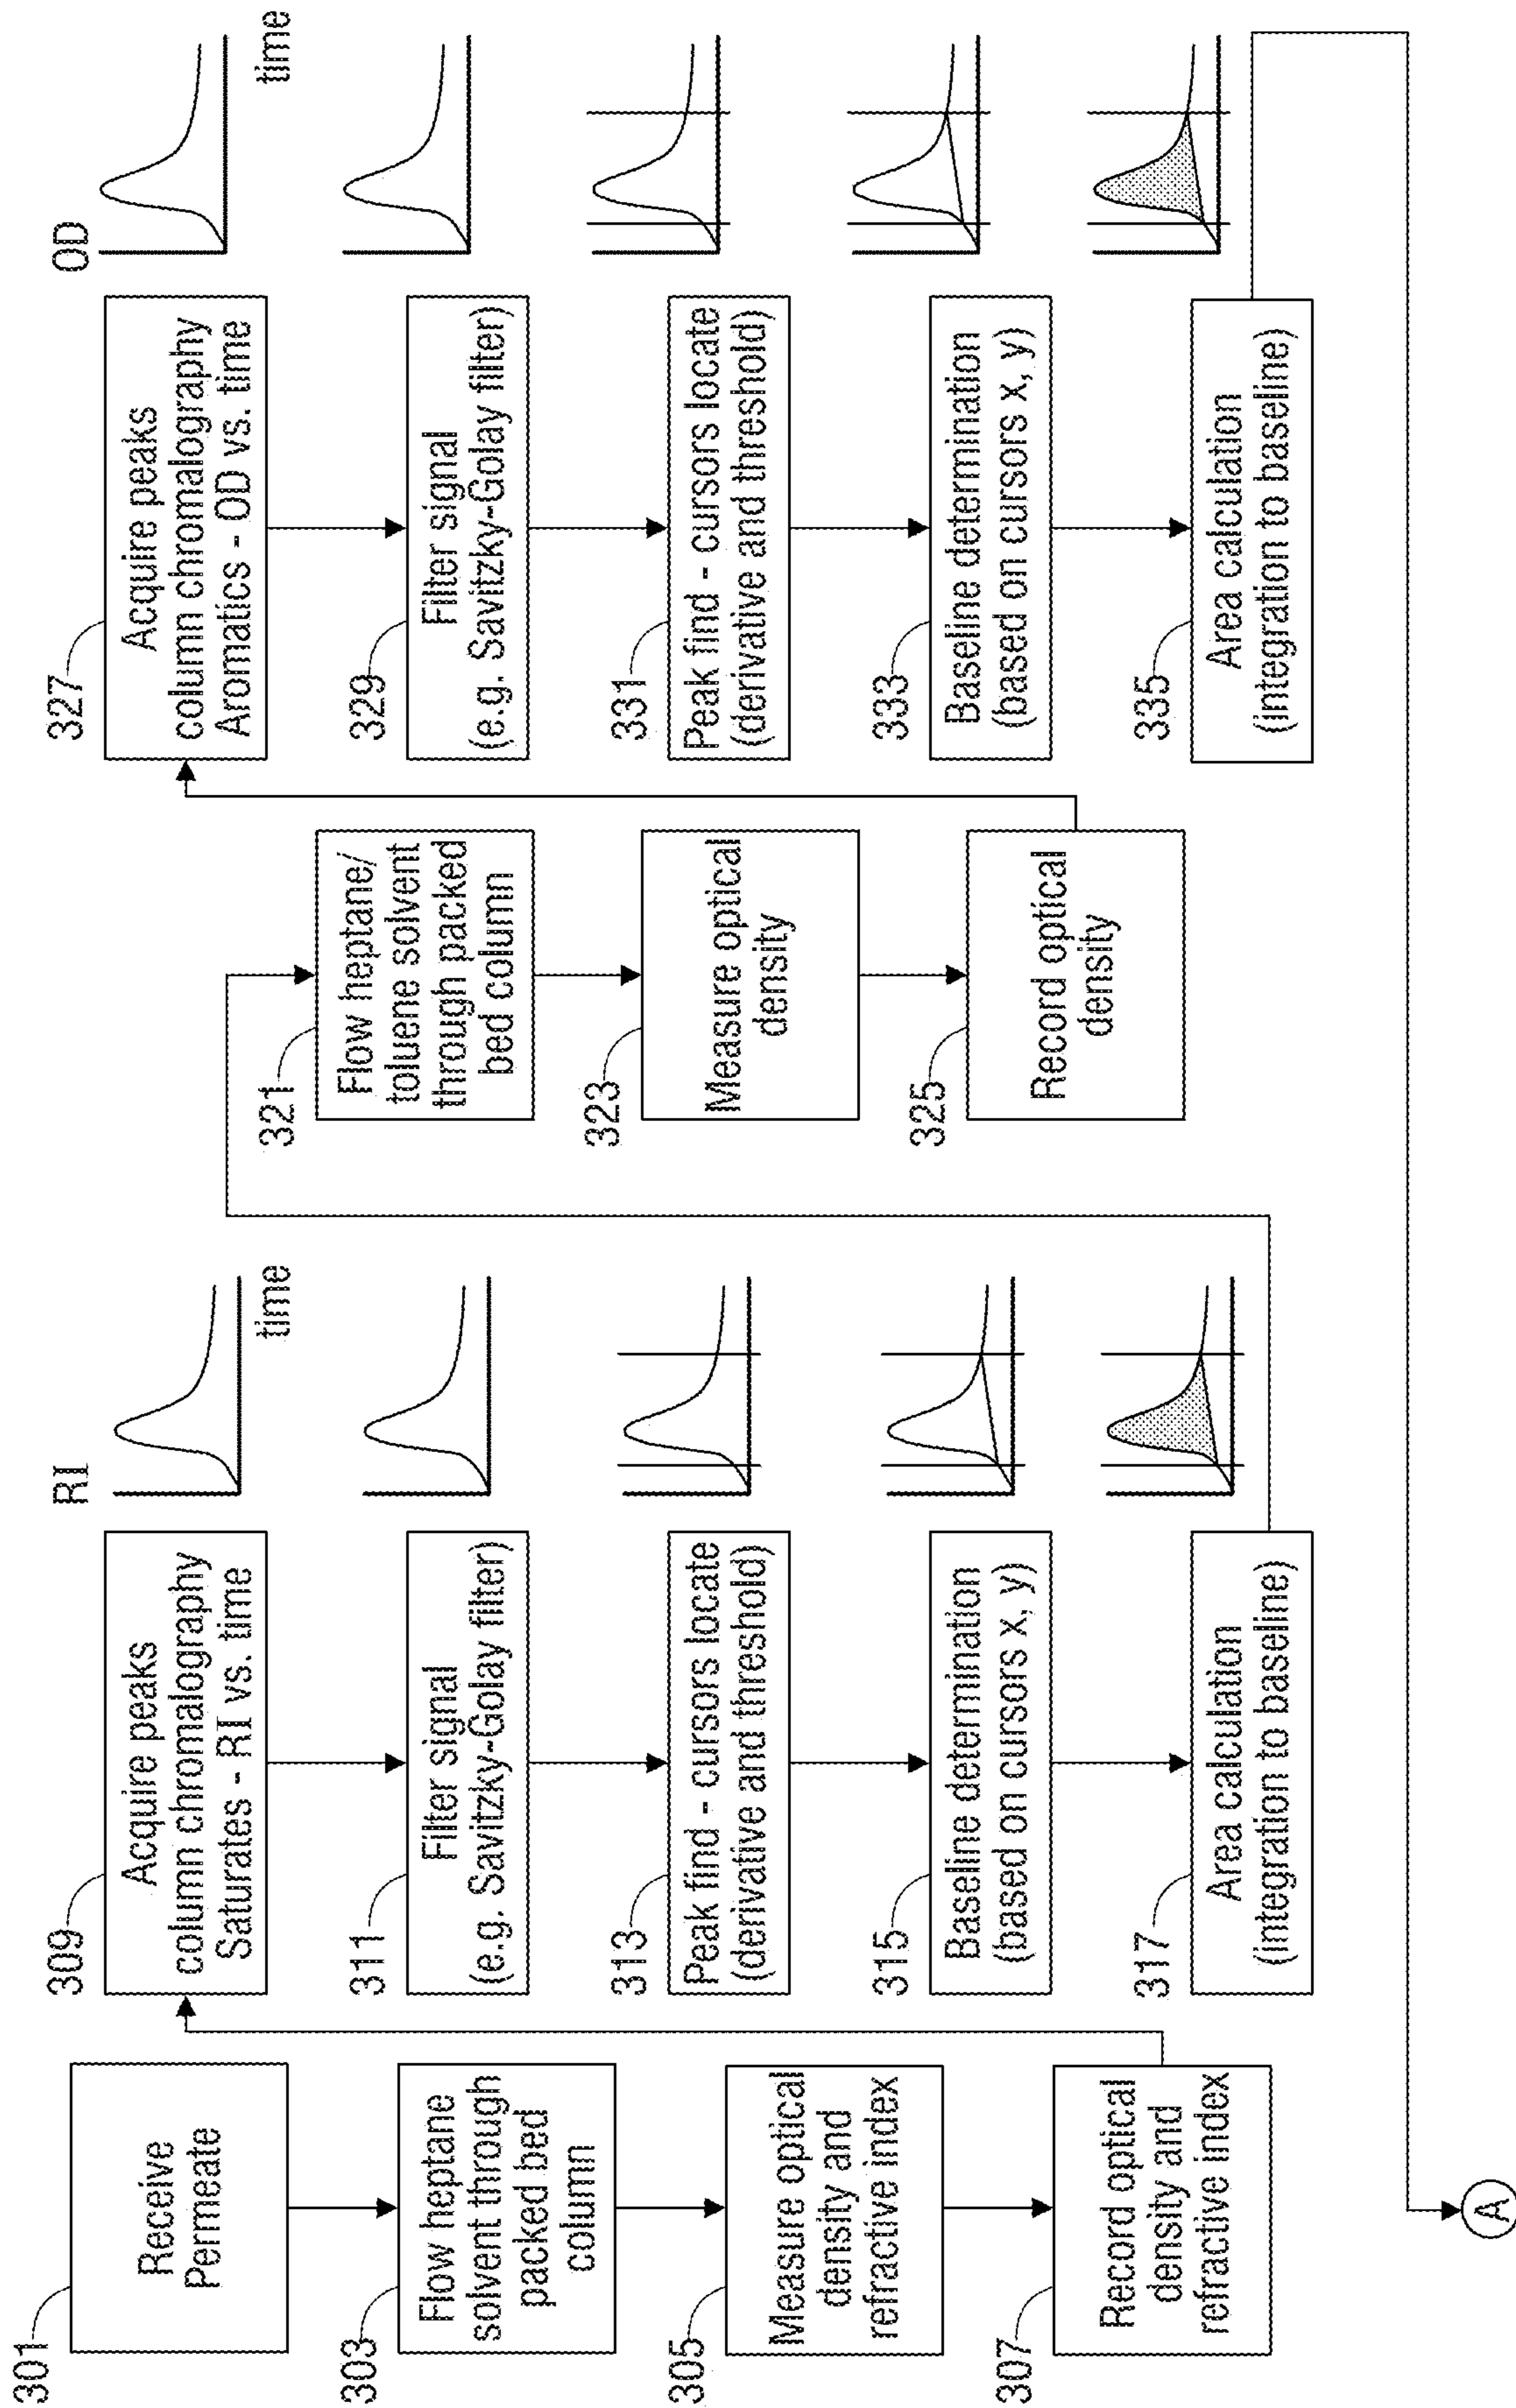 301
Receive
Permeate
303
Flow heptane
solvent through
packed bed
column
305
Measure optical
density and
refractive index
307
Record optical
density and
refractive index
309
Acquire peaks
column chromalography
Saturates - RI vs. time
RI
time
311
Filter signal
(e.g. Savitzky-Golay filter)
313
Peak find - cursors locate
(derivative and threshold)
315
Baseline determination
(based on cursors x, y)
317
Area calculation
(integration to baseline)
321
Flow heptane/
toluene solvent
through packed
bed column
323
Measure optical
density
325
Record optical
density
327
Acquire peaks
column chromalography
Aromatics - OD vs. time
OD
time
329
Filter signal
(e.g. Savitzky-Golay filter)
331
Peak find - cursors locate
(derivative and threshold)
333
Baseline determination
(based on cursors x, y)
335
Area calculation
(integration to baseline)
A